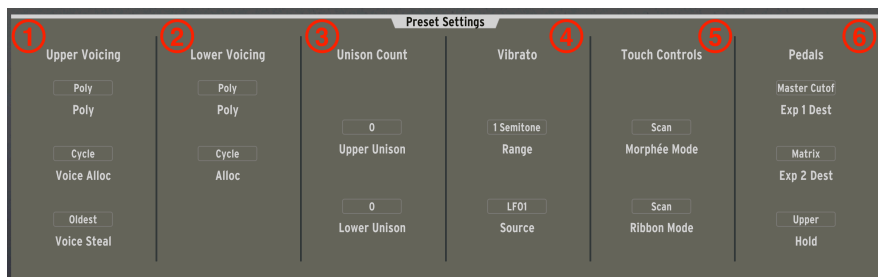 Preset Settings
① ② ③ ④ ⑤ ⑥
Upper Voicing
Poly
Poly
Cycle
Voice Alloc
Oldest
Voice Steal
Lower Voicing
Poly
Poly
Cycle
Alloc
Unison Count
0
Upper Unison
0
Lower Unison
Vibrato
1 Semitone
Range
LFO1
Source
Touch Controls
Scan
Morphée Mode
Scan
Ribbon Mode
Pedals
Master Cutof
Exp 1 Dest
Matrix
Exp 2 Dest
Upper
Hold